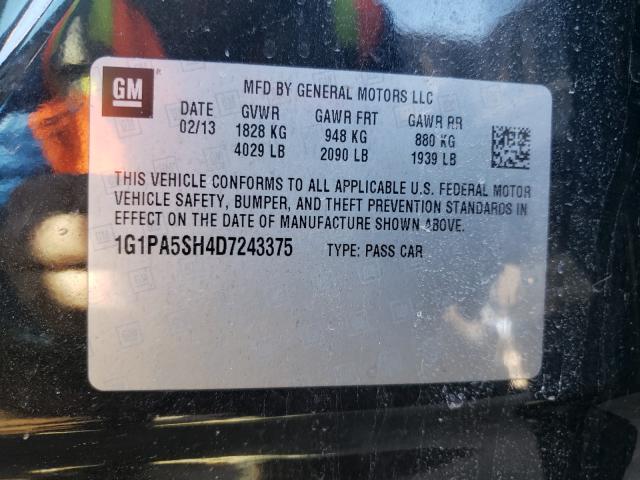 GM
MFD BY GENERAL MOTORS LLC
DATE GVWR GAWR FRT GAWR RR
02/13 1828 KG 948 KG 880 KG
4029 LB 2090 LB 1939 LB
THIS VEHICLE CONFORMS TO ALL APPLICABLE U.S. FEDERAL MOTOR
VEHICLE SAFETY, BUMPER, AND THEFT PREVENTION STANDARDS IN
EFFECT ON THE DATE OF MANUFACTURE SHOWN ABOVE.
1G1PA5SH4D7243375 TYPE: PASS CAR